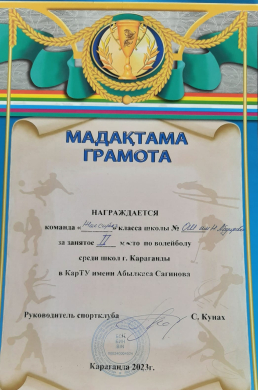 МАДАҚТАМА
ГРАМОТА
НАГРАЖДАЕТСЯ
команда « класса школы №
за занятое II место по волейболу
среди школ г. Караганды
в КарТУ имени Абылкаса Сагинова
Руководитель спортклуба С. Кунах
Караганда 2023г.